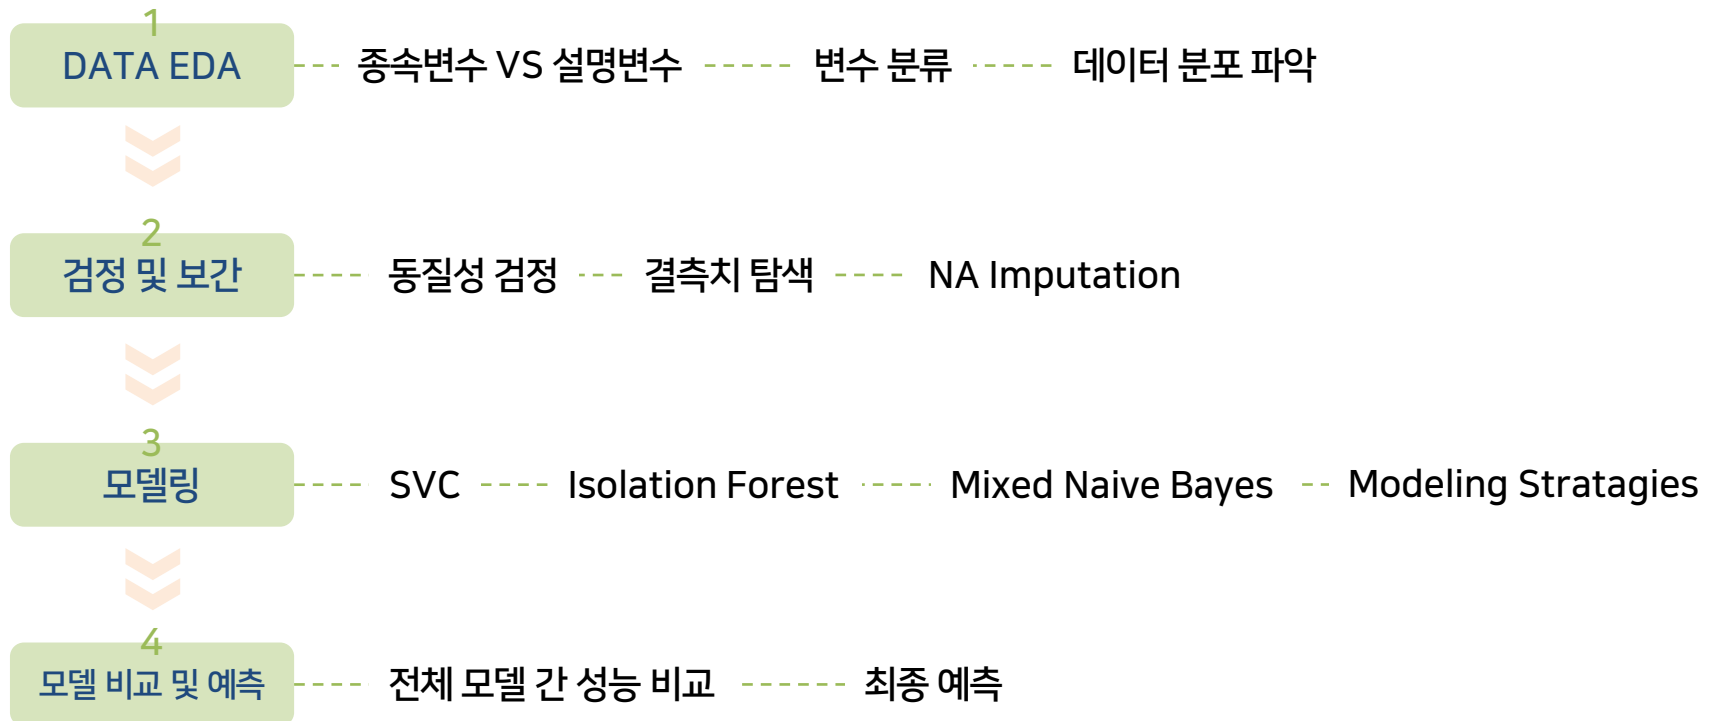 1
DATA EDA 종속변수 VS 설명변수 변수 분류 데이터 분포 파악
2
검정 및 보간 동질성 검정 결측치 탐색 NA Imputation
3
모델링 SVC Isolation Forest Mixed Naive Bayes Modeling Stratagies
4
모델 비교 및 예측 전체 모델 간 성능 비교 최종 예측